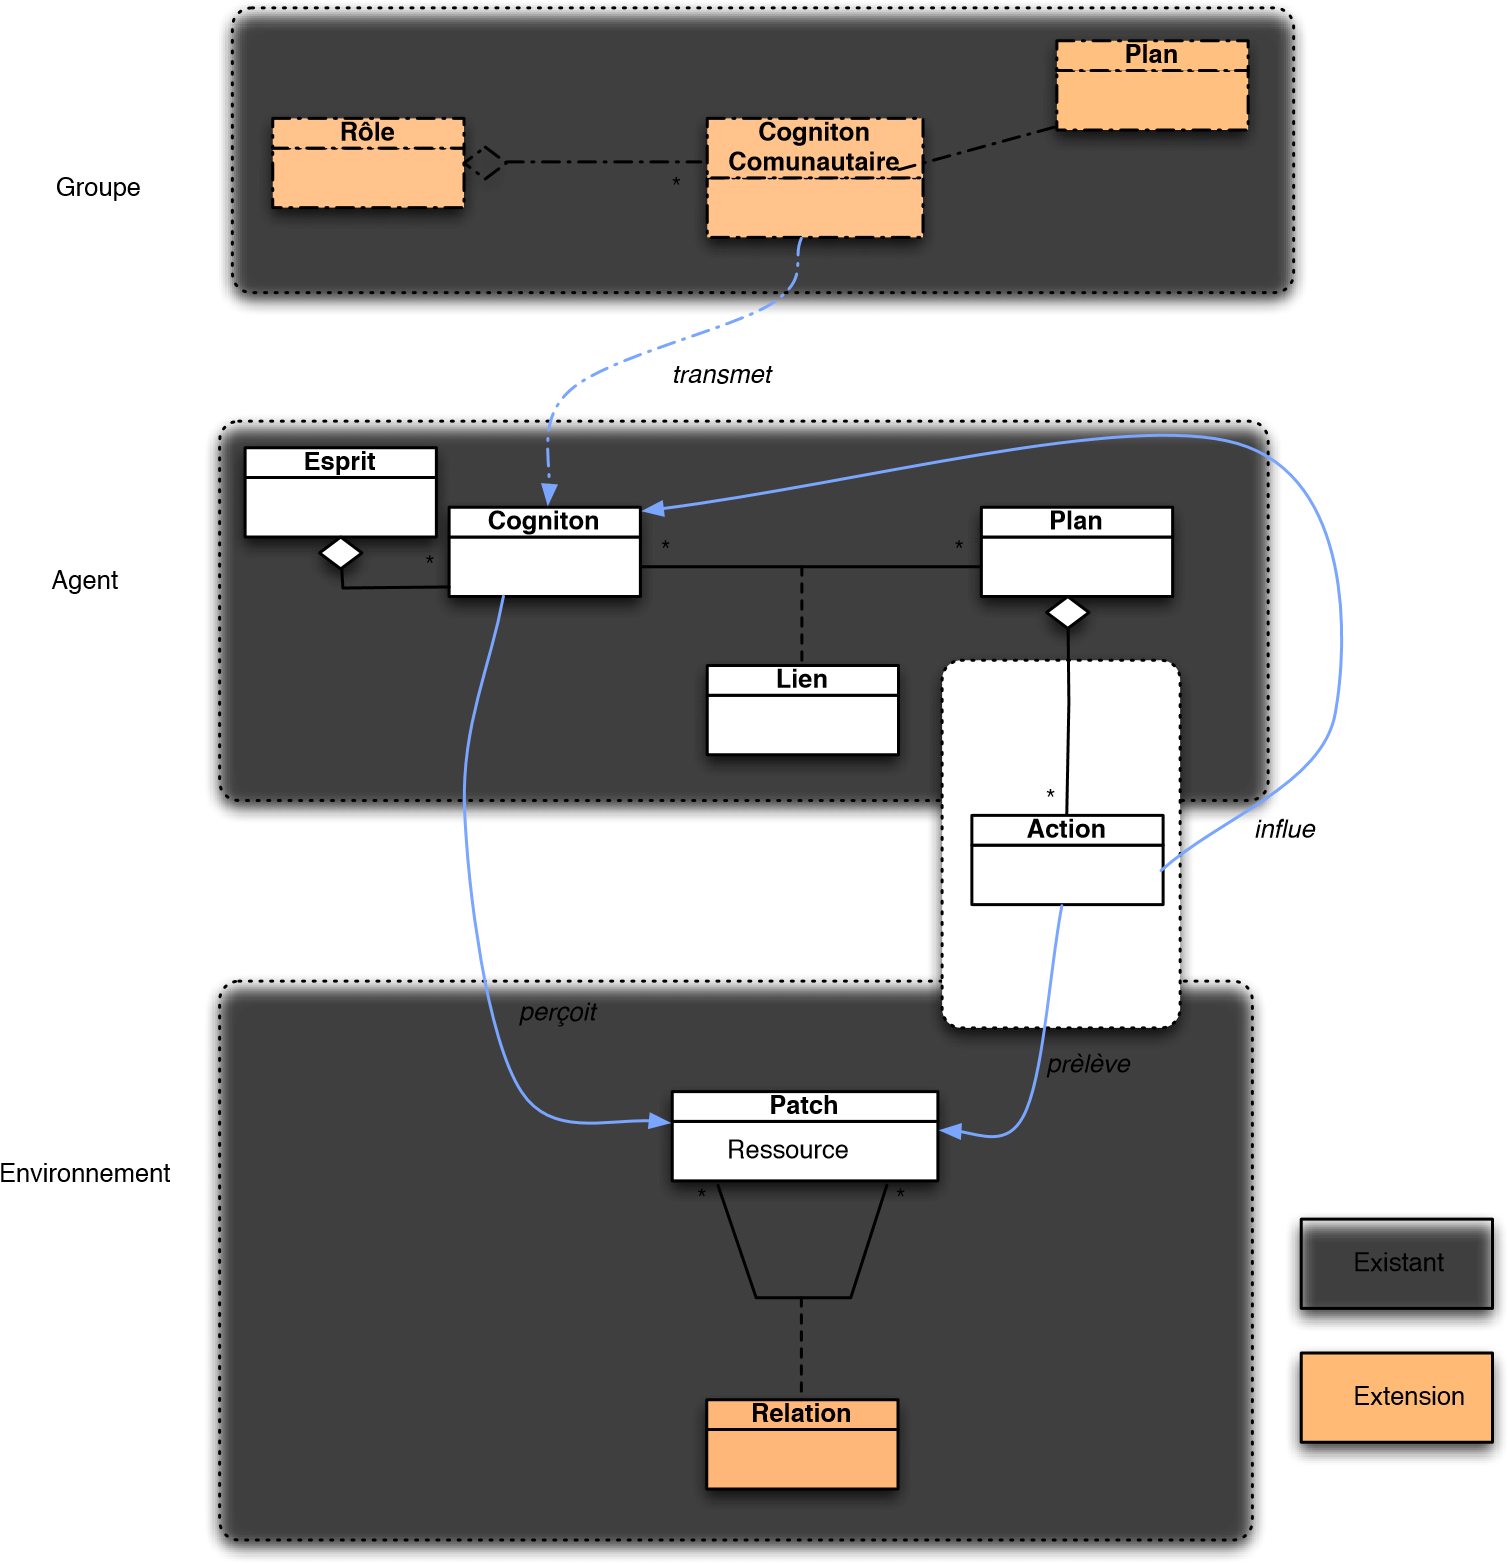 Plan
Rôle
Cogniton
Comunautaire
*
Groupe
transmet
Esprit
Cogniton
Plan
*
*
*
Agent
Lien
*
Action
influe
perçoit
prèlève
Patch
Ressource
Environnement
*
*
Existant
Extension
Relation